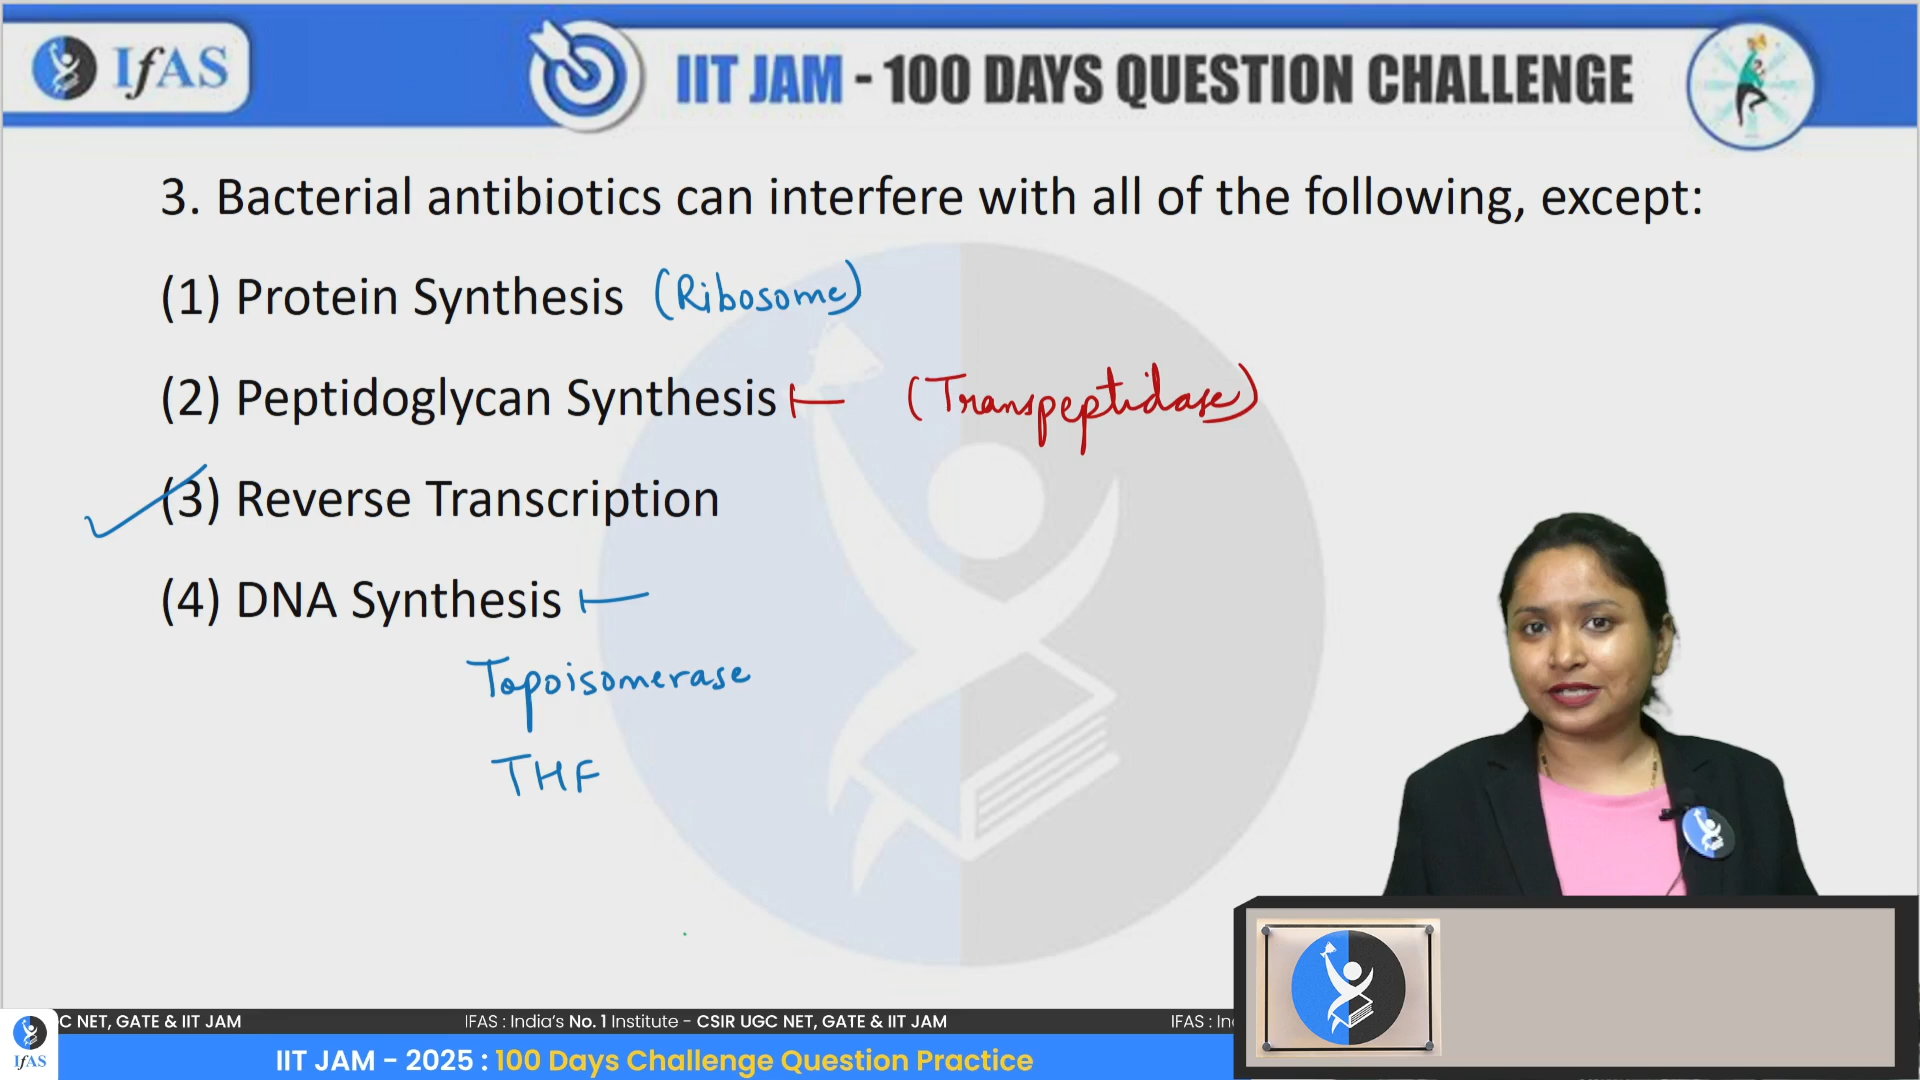 IfAS
IIT JAM - 100 DAYS QUESTION CHALLENGE
3. Bacterial antibiotics can interfere with all of the following, except:
(1) Protein Synthesis (Ribosome)
(2) Peptidoglycan Synthesis (Transpeptidase)
(3) Reverse Transcription
(4) DNA Synthesis
Topoisomerase
THF
C NET, GATE & IIT JAM IFAS : India's No. 1 Institute - CSIR UGC NET, GATE & IIT JAM IFAS : In
IfAS
IIT JAM - 2025 : 100 Days Challenge Question Practice